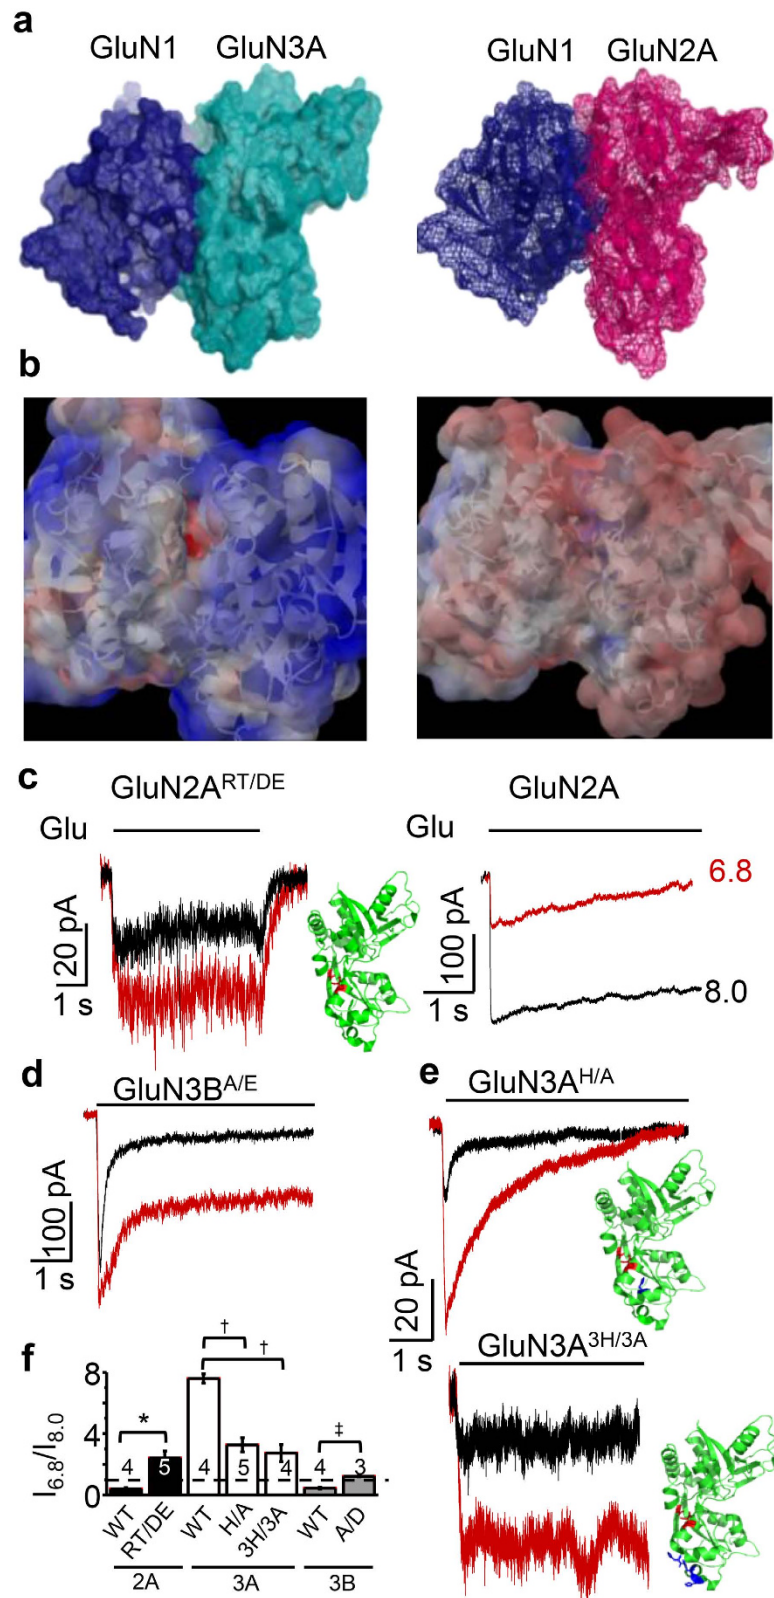 a
GluN1 GluN3A
GluN1 GluN2A
b
c
GluN2A^RT/DE
Glu
20 pA
1 s
GluN2A
Glu
6.8
100 pA
1 s
8.0
d
GluN3B^A/E
100 pA
1 s
e
GluN3A^H/A
20 pA
1 s
GluN3A^3H/3A
f
† †
* ‡
8
4
0
I6.8/I8.0
4 5 4 5 4 4 3
WT RT/DE WT H/A 3H/3A WT A/D
2A 3A 3B